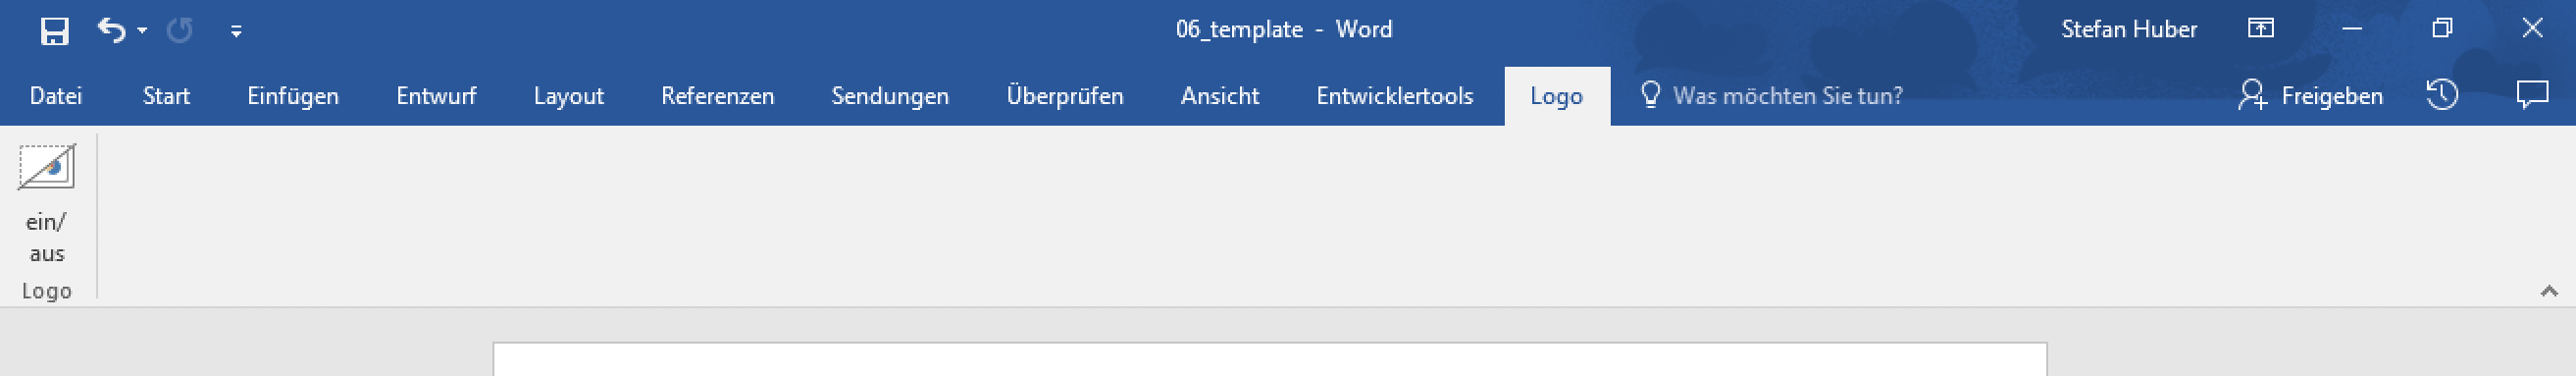 06_template - Word
Stefan Huber
Datei Start Einfügen Entwurf Layout Referenzen Sendungen Überprüfen Ansicht Entwicklertools Logo Was möchten Sie tun? Freigeben
ein/
aus
Logo